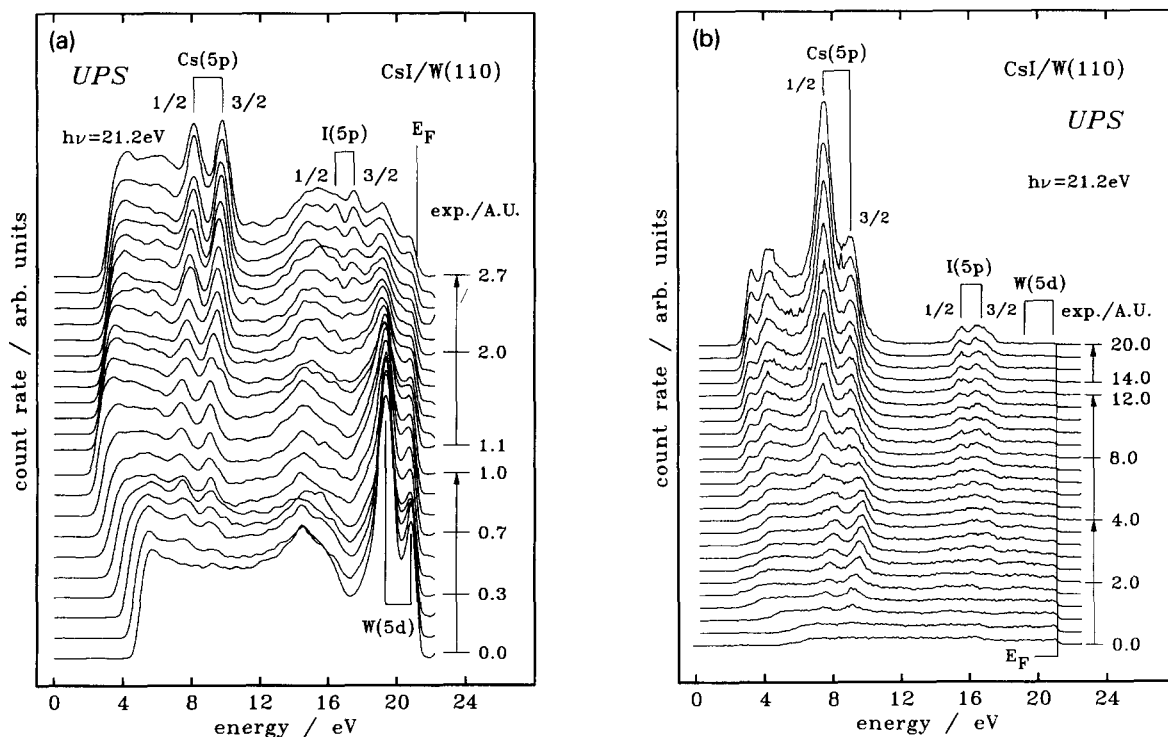 (a)
UPS
Cs(5p)
CsI/W(110)
1/2
3/2
hν=21.2eV
I(5p)
E_F
1/2
3/2
exp./A.U.
2.7
2.0
1.1
1.0
0.7
0.3
0.0
W(5d)
count rate / arb. units
0 4 8 12 16 20 24
energy / eV
(b)
Cs(5p)
CsI/W(110)
1/2
UPS
hν=21.2eV
3/2
I(5p)
W(5d)
1/2
3/2
exp./A.U.
20.0
14.0
12.0
8.0
4.0
2.0
0.0
E_F
count rate / arb. units
0 4 8 12 16 20 24
energy / eV